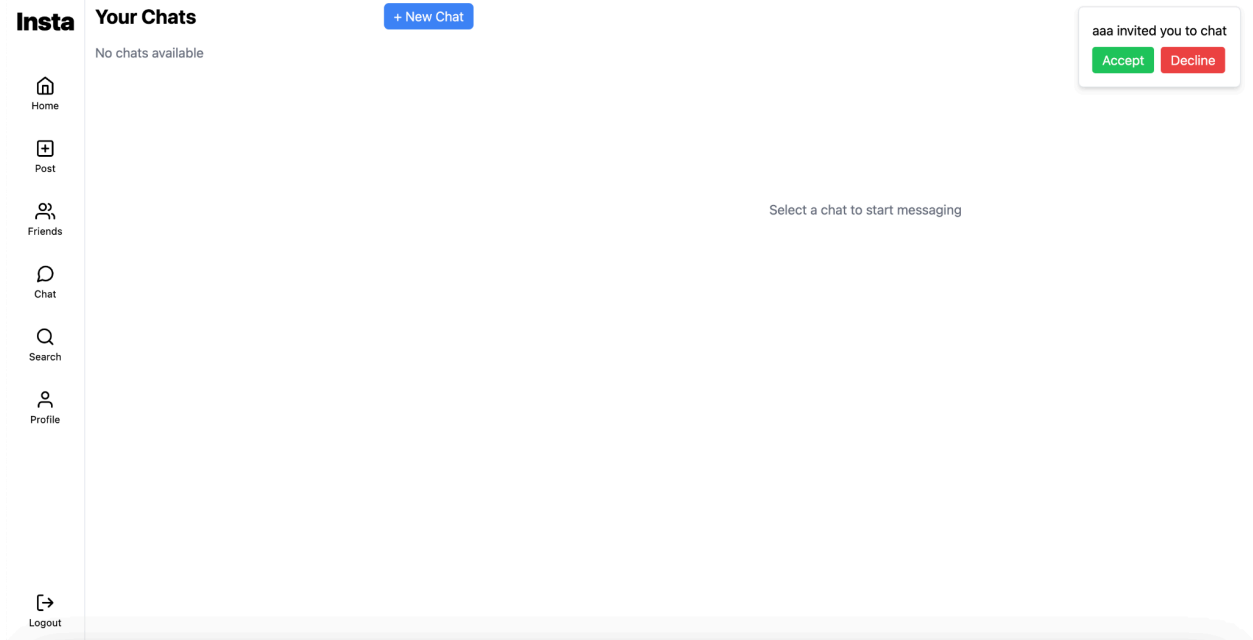 Insta
Home
Post
Friends
Chat
Search
Profile
Logout
Your Chats
+ New Chat
No chats available
Select a chat to start messaging
aaa invited you to chat
Accept Decline